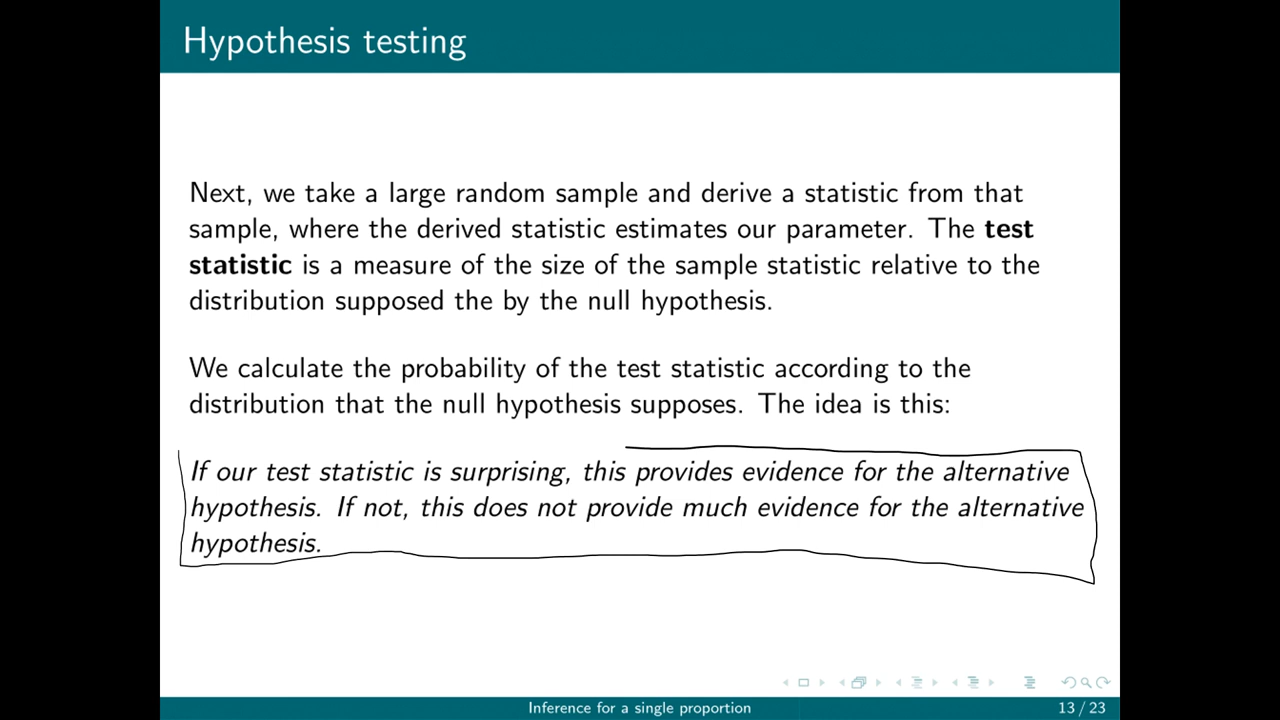 Hypothesis testing
Next, we take a large random sample and derive a statistic from that
sample, where the derived statistic estimates our parameter. The test
statistic is a measure of the size of the sample statistic relative to the
distribution supposed the by the null hypothesis.
We calculate the probability of the test statistic according to the
distribution that the null hypothesis supposes. The idea is this:
If our test statistic is surprising, this provides evidence for the alternative
hypothesis. If not, this does not provide much evidence for the alternative
hypothesis.
Inference for a single proportion
13 / 23